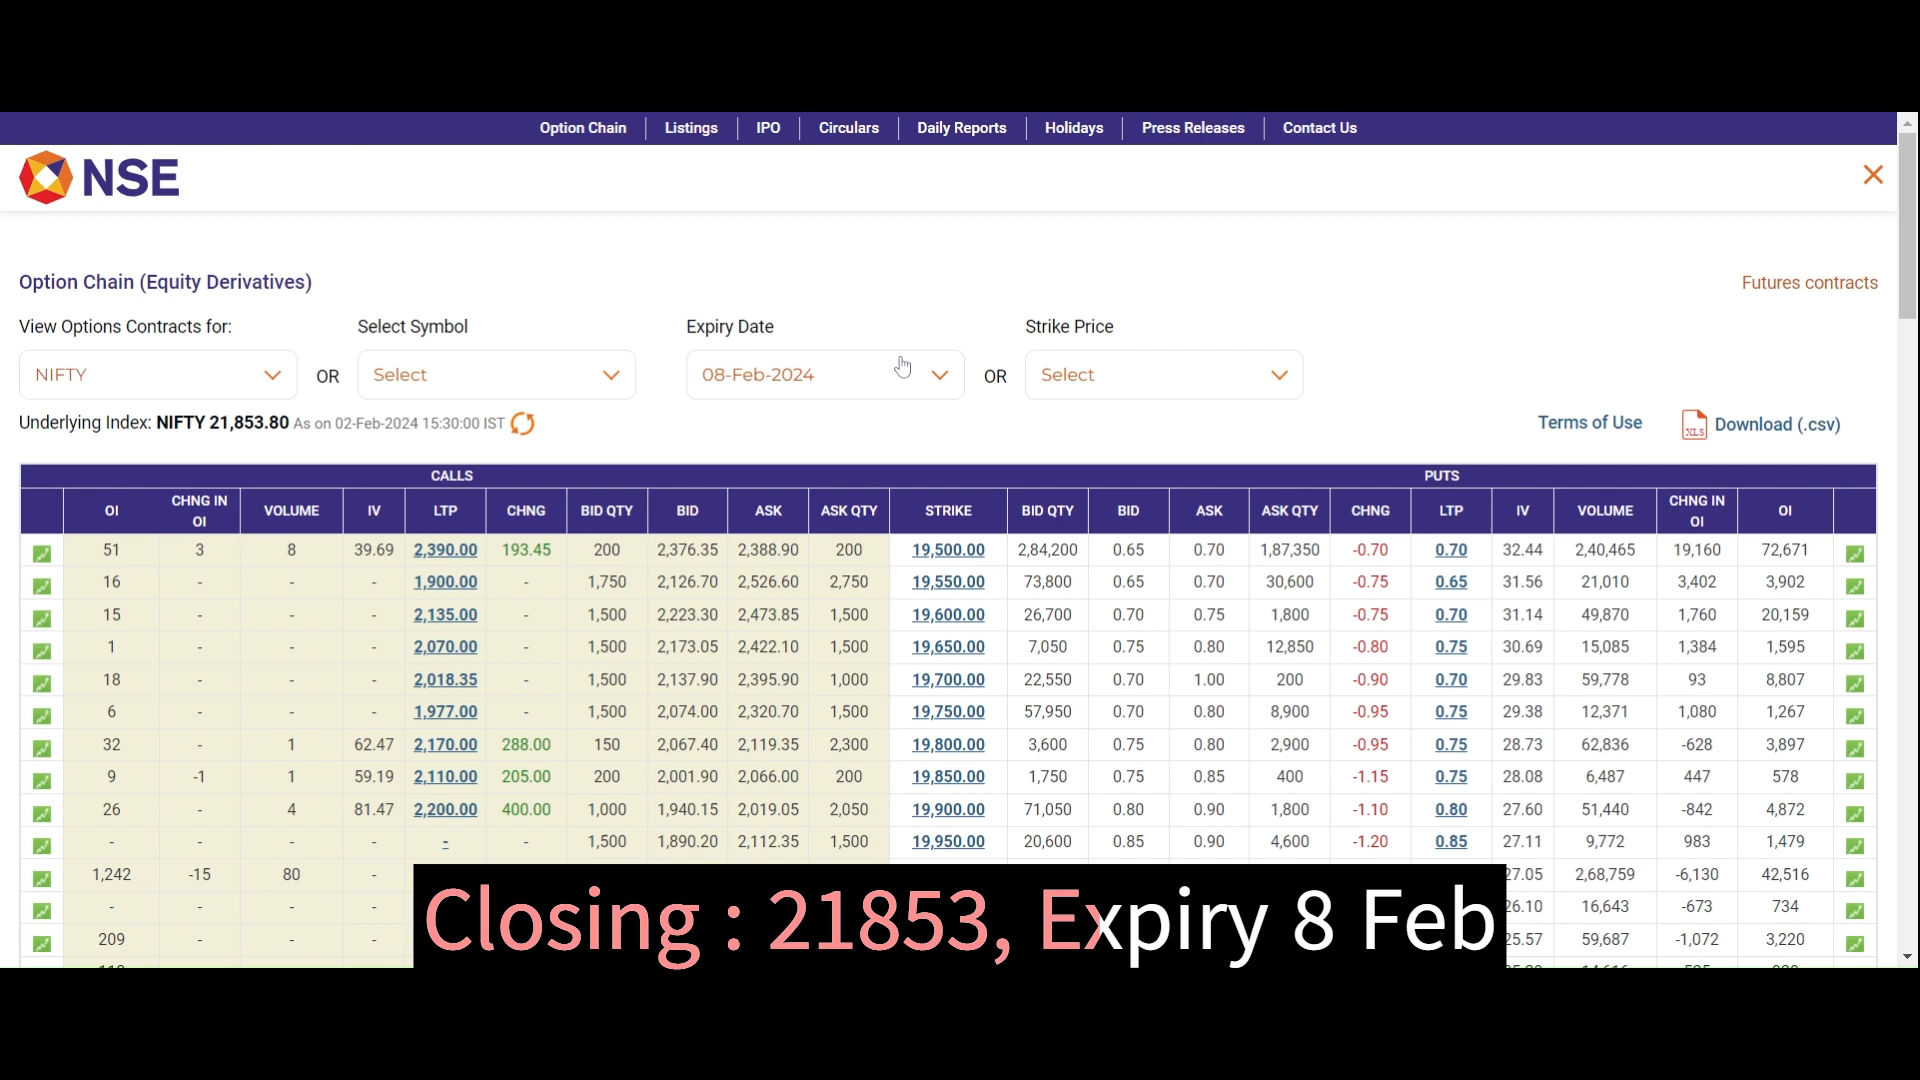 Option Chain Listings IPO Circulars Daily Reports Holidays Press Releases Contact Us
NSE
Option Chain (Equity Derivatives) Futures contracts
View Options Contracts for: Select Symbol Expiry Date Strike Price
NIFTY OR Select 08-Feb-2024 OR Select
Underlying Index: NIFTY 21,853.80 As on 02-Feb-2024 15:30:00 IST Terms of Use XLS Download (.csv)
CALLS PUTS
OI CHNG IN OI VOLUME IV LTP CHNG BID QTY BID ASK ASK QTY STRIKE BID QTY BID ASK ASK QTY CHNG LTP IV VOLUME CHNG IN OI OI
51 3 8 39.69 2,390.00 193.45 200 2,376.35 2,388.90 200 19,500.00 2,84,200 0.65 0.70 1,87,350 -0.70 0.70 32.44 2,40,465 19,160 72,671
16 - - - 1,900.00 - 1,750 2,126.70 2,526.60 2,750 19,550.00 73,800 0.65 0.70 30,600 -0.75 0.65 31.56 21,010 3,402 3,902
15 - - - 2,135.00 - 1,500 2,223.30 2,473.85 1,500 19,600.00 26,700 0.70 0.75 1,800 -0.75 0.70 31.14 49,870 1,760 20,159
1 - - - 2,070.00 - 1,500 2,173.05 2,422.10 1,500 19,650.00 7,050 0.75 0.80 12,850 -0.80 0.75 30.69 15,085 1,384 1,595
18 - - - 2,018.35 - 1,500 2,137.90 2,395.90 1,000 19,700.00 22,550 0.70 1.00 200 -0.90 0.70 29.83 59,778 93 8,807
6 - - - 1,977.00 - 1,500 2,074.00 2,320.70 1,500 19,750.00 57,950 0.70 0.80 8,900 -0.95 0.75 29.38 12,371 1,080 1,267
32 - 1 62.47 2,170.00 288.00 150 2,067.40 2,119.35 2,300 19,800.00 3,600 0.75 0.80 2,900 -0.95 0.75 28.73 62,836 -628 3,897
9 -1 1 59.19 2,110.00 205.00 200 2,001.90 2,066.00 200 19,850.00 1,750 0.75 0.85 400 -1.15 0.75 28.08 6,487 447 578
26 - 4 81.47 2,200.00 400.00 1,000 1,940.15 2,019.05 2,050 19,900.00 71,050 0.80 0.90 1,800 -1.10 0.80 27.60 51,440 -842 4,872
- - - - - - 1,500 1,890.20 2,112.35 1,500 19,950.00 20,600 0.85 0.90 4,600 -1.20 0.85 27.11 9,772 983 1,479
1,242 -15 80 - 27.05 2,68,759 -6,130 42,516
- - - - 26.10 16,643 -673 734
209 - - - 25.57 59,687 -1,072 3,220
Closing : 21853, Expiry 8 Feb